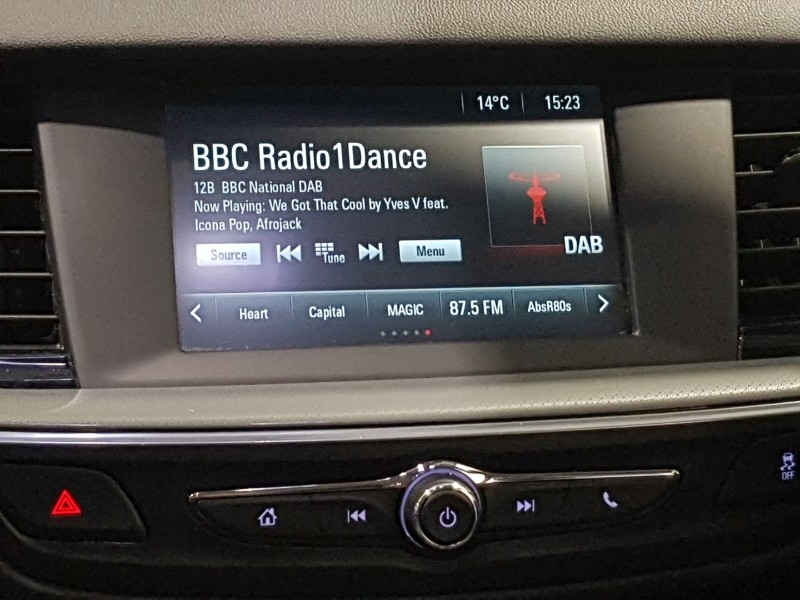 14°C 15:23
BBC Radio1Dance
12B BBC National DAB
Now Playing: We Got That Cool by Yves V feat.
Icona Pop, Afrojack
DAB
Source Tune Menu
Heart Capital MAGIC 87.5 FM AbsR80s
OFF